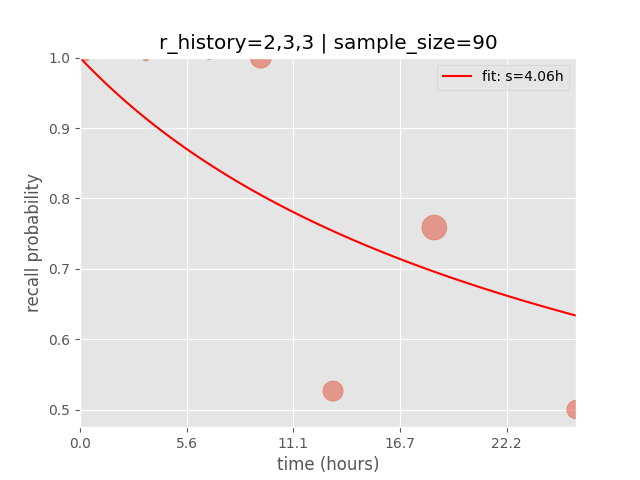 r_history=2,3,3 | sample_size=90
fit: s=4.06h
recall probability
1.0
0.9
0.8
0.7
0.6
0.5
0.0 5.6 11.1 16.7 22.2
time (hours)